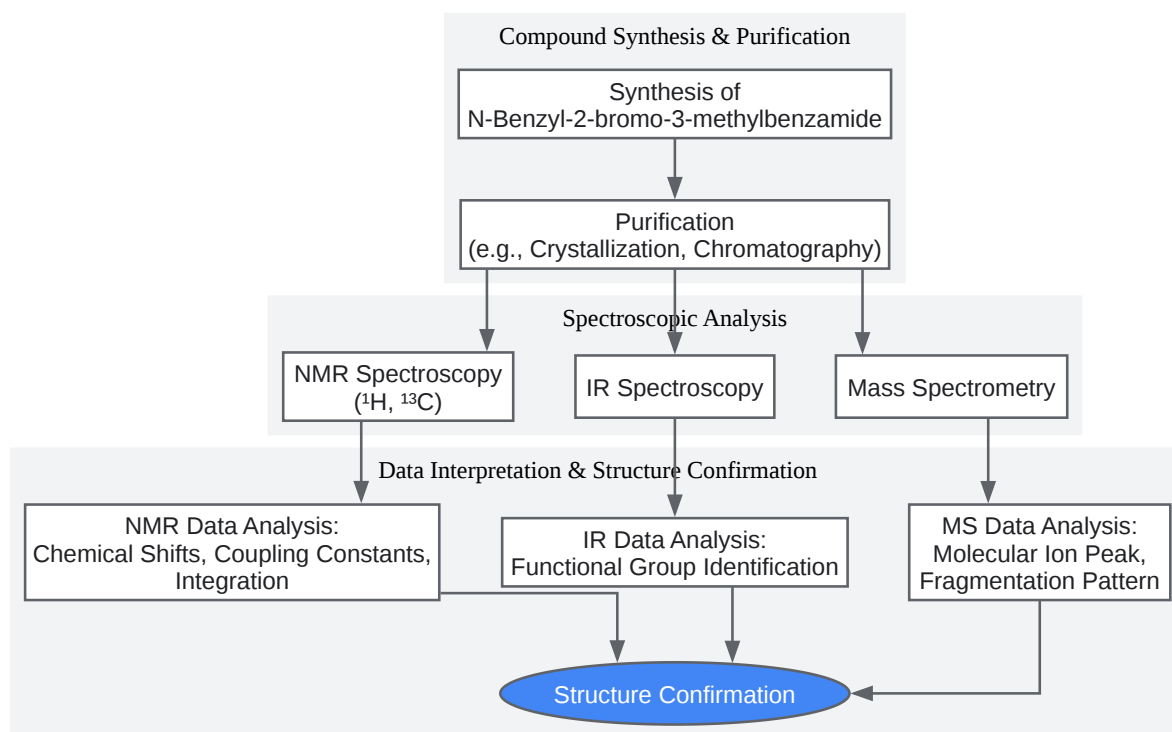 Compound Synthesis & Purification
Synthesis of
N-Benzyl-2-bromo-3-methylbenzamide
Purification
(e.g., Crystallization, Chromatography)
Spectroscopic Analysis
NMR Spectroscopy
(¹H, ¹³C)
IR Spectroscopy
Mass Spectrometry
Data Interpretation & Structure Confirmation
NMR Data Analysis:
Chemical Shifts, Coupling Constants,
Integration
IR Data Analysis:
Functional Group Identification
MS Data Analysis:
Molecular Ion Peak,
Fragmentation Pattern
Structure Confirmation